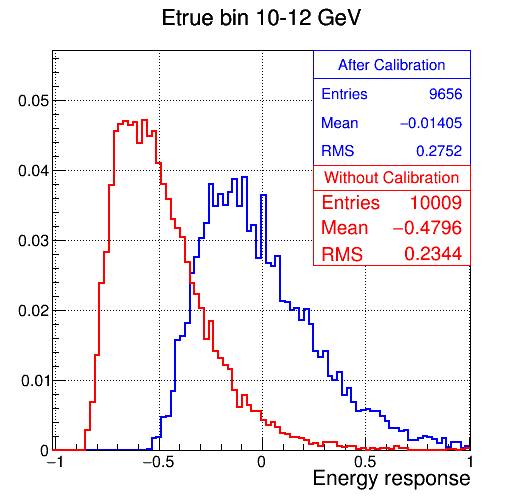 Etrue bin 10-12 GeV
After Calibration
Entries 9656
Mean −0.01405
RMS 0.2752
Without Calibration
Entries 10009
Mean −0.4796
RMS 0.2344
0.05
0.04
0.03
0.02
0.01
0
−1 −0.5 0 0.5 1
Energy response